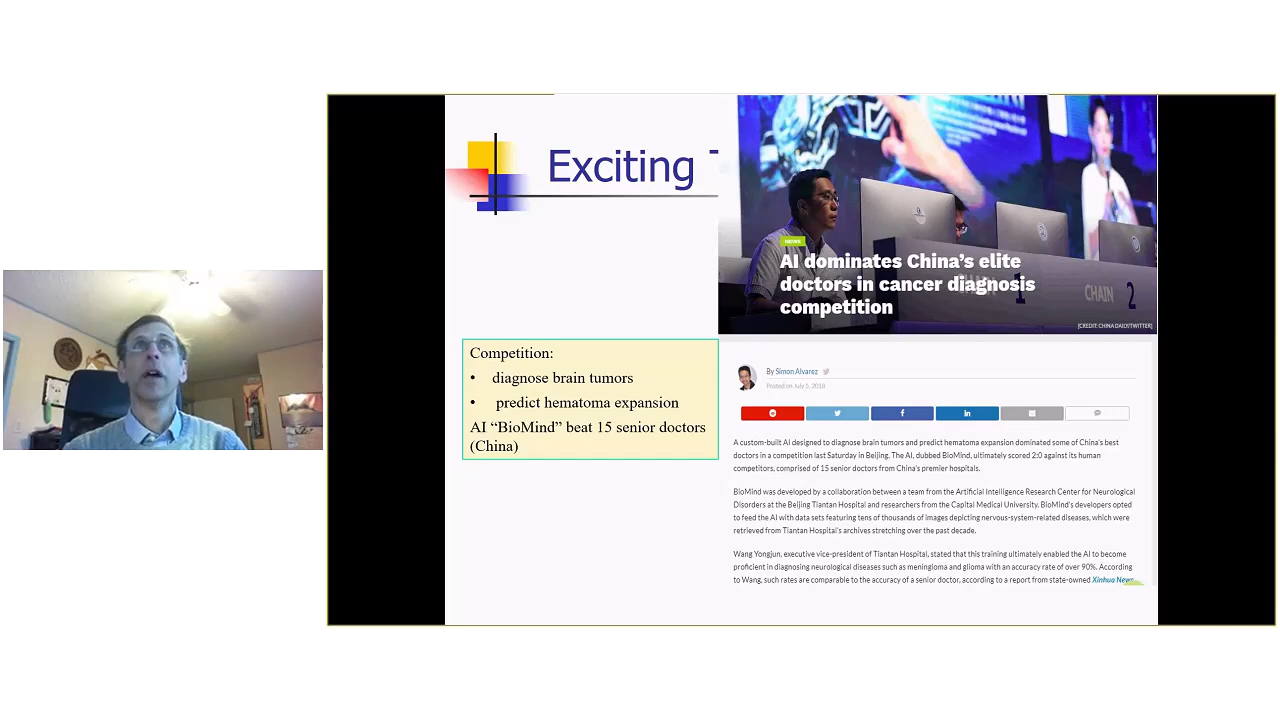 Exciting
NEWS
AI dominates China's elite
doctors in cancer diagnosis
competition
1
CHAIN 2
[CREDIT: CHINA DAILY/TWITTER]
Competition:
• diagnose brain tumors
• predict hematoma expansion
AI “BioMind” beat 15 senior doctors
(China)
By Simon Alvarez
Posted on July 5, 2018
A custom-built AI designed to diagnose brain tumors and predict hematoma expansion dominated some of China's best
doctors in a competition last Saturday in Beijing. The AI, dubbed BioMind, ultimately scored 2:0 against its human
competitors, comprised of 15 senior doctors from China's premier hospitals.
BioMind was developed by a collaboration between a team from the Artificial Intelligence Research Center for Neurological
Disorders at the Beijing Tiantan Hospital and researchers from the Capital Medical University. BioMind's developers opted
to feed the AI with data sets featuring tens of thousands of images depicting nervous-system-related diseases, which were
retrieved from Tiantan Hospital's archives stretching over the past decade.
Wang Yongjun, executive vice-president of Tiantan Hospital, stated that this training ultimately enabled the AI to become
proficient in diagnosing neurological diseases such as meningioma and glioma with an accuracy rate of over 90%. According
to Wang, such rates are comparable to the accuracy of a senior doctor, according to a report from state-owned Xinhua News